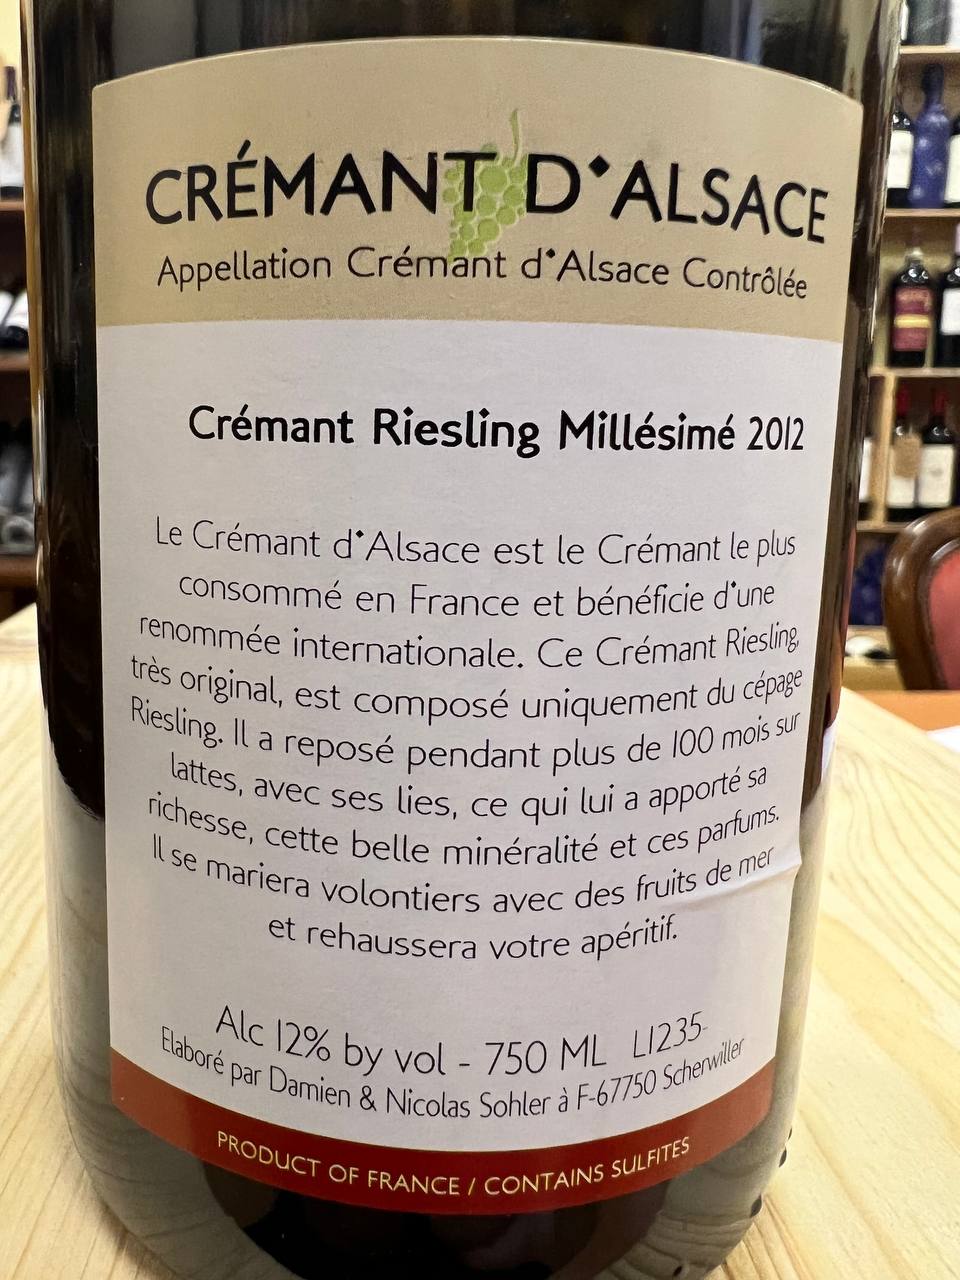 CRÉMANT D'ALSACE
Appellation Crémant d'Alsace Contrôlée
Crémant Riesling Millésimé 2012
Le Crémant d'Alsace est le Crémant le plus
consommé en France et bénéficie d'une
renommée internationale. Ce Crémant Riesling,
très original, est composé uniquement du cépage
Riesling. Il a reposé pendant plus de 100 mois sur
lattes, avec ses lies, ce qui lui a apporté sa
richesse, cette belle minéralité et ces parfums.
Il se mariera volontiers avec des fruits de mer
et rehaussera votre apéritif.
Alc 12% by vol - 750 ML L1235-
Elaboré par Damien & Nicolas Sohler à F-67750 Scherwiller
PRODUCT OF FRANCE / CONTAINS SULFITES